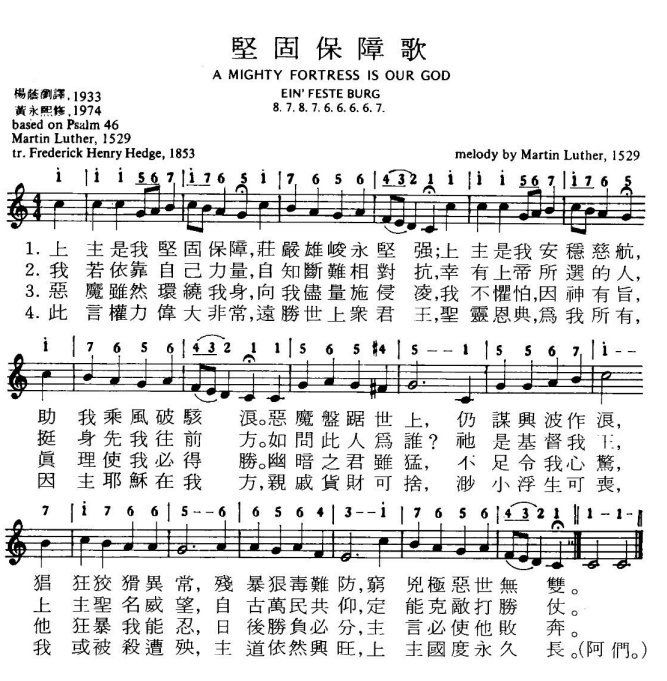 堅固保障歌
A MIGHTY FORTRESS IS OUR GOD
EIN' FESTE BURG
8. 7. 8. 7. 6. 6. 6. 6. 7.
楊蔭瀏譯, 1933
黃永熙修, 1974
based on Psalm 46
Martin Luther, 1529
tr. Frederick Henry Hedge, 1853
melody by Martin Luther, 1529
1. 上主是我堅固保障,莊嚴雄峻永堅强;上主是我安穩慈航,
2. 我若依靠自己力量,自知斷難相對抗,幸有上帝所選的人,
3. 惡魔雖然環繞我身,向我儘量施侵凌,我不懼怕,因神有旨,
4. 此言權力偉大非常,遠勝世上衆君王,聖靈恩典,爲我所有,
助我乘風破駭浪。惡魔盤踞世上,仍謀興波作浪,
挺身先我往前方。如問此人爲誰?祂是基督我王,
眞理使我必得勝。幽暗之君雖猛,不足令我心驚,
因主耶穌在我方,親戚貨財可捨,渺小浮生可喪,
猖狂狡猾異常,殘暴狠毒難防,窮兇極惡世無雙。
上主聖名威望,自古萬民共仰,定能克敵打勝仗。
他狂暴我能忍,日後勝負必分,主言必使他敗奔。
我或被殺遭殃,主道依然興旺,上主國度永久長。(阿們。)